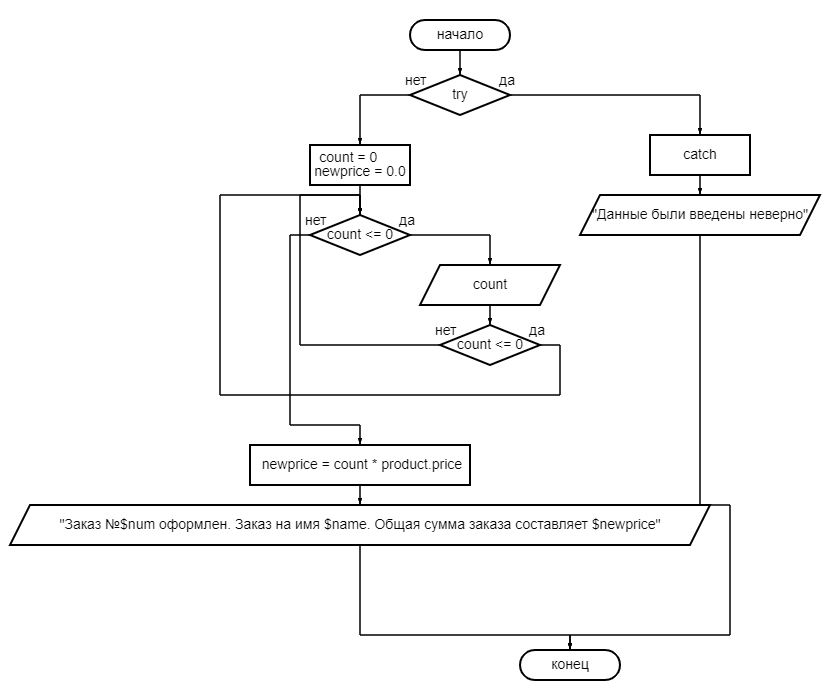 начало
нет
да
try
count = 0
newprice = 0.0
catch
"Данные были введены неверно"
нет
да
count <= 0
count
нет
да
count <= 0
newprice = count * product.price
"Заказ №$num оформлен. Заказ на имя $name. Общая сумма заказа составляет $newprice"
конец